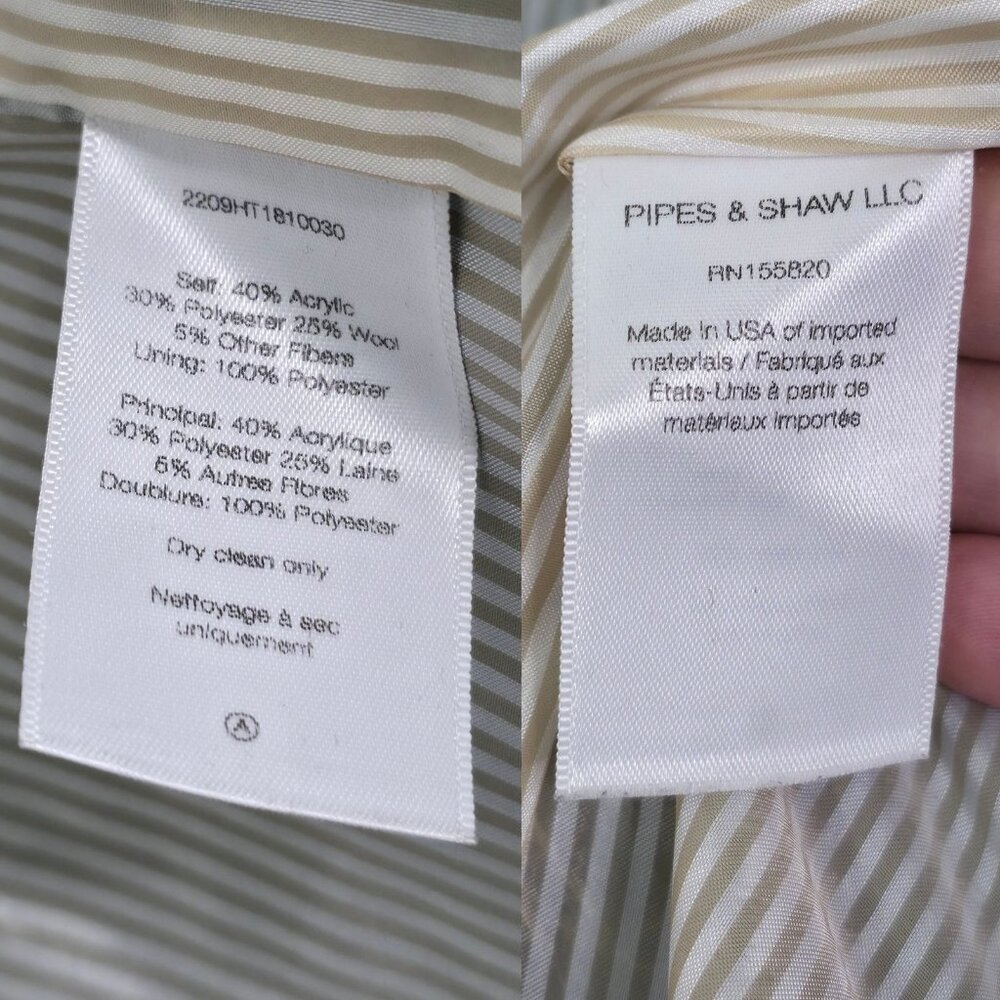 2209HT1810030
Self: 40% Acrylic
30% Polyester 25% Wool
5% Other Fibers
Lining: 100% Polyester
Principal: 40% Acrylique
30% Polyester 25% Laine
5% Autres Fibres
Doublure: 100% Polyester
Dry clean only
Nettoyage à sec
uniquement
A
PIPES & SHAW LLC
RN155820
Made in USA of imported
materials / Fabriqué aux
États-Unis à partir de
matériaux importés